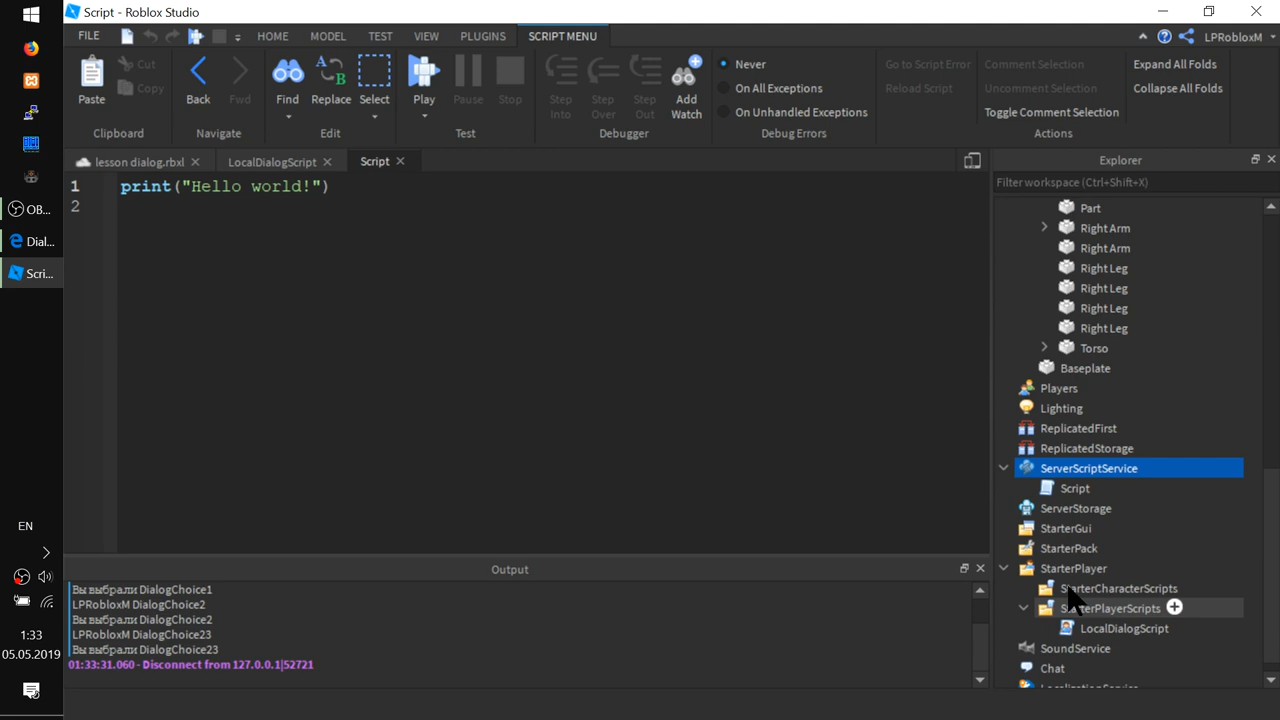 Script - Roblox Studio
FILE HOME MODEL TEST VIEW PLUGINS SCRIPT MENU LPRobloxM
Paste Cut Copy Back Fwd Find Replace Select Play Pause Stop Step Into Step Over Step Out Add Watch
Never
On All Exceptions
On Unhandled Exceptions
Go to Script Error
Reload Script
Comment Selection
Uncomment Selection
Toggle Comment Selection
Expand All Folds
Collapse All Folds
Clipboard Navigate Edit Test Debugger Debug Errors Actions
lesson dialog.rbxl LocalDialogScript Script
1 print("Hello world!")
2
Explorer
Filter workspace (Ctrl+Shift+X)
Part
Right Arm
Right Arm
Right Leg
Right Leg
Right Leg
Right Leg
Torso
Baseplate
Players
Lighting
ReplicatedFirst
ReplicatedStorage
ServerScriptService
Script
ServerStorage
StarterGui
StarterPack
StarterPlayer
StarterCharacterScripts
StarterPlayerScripts
LocalDialogScript
SoundService
Chat
LocalizationService
Output
Вы выбрали DialogChoice1
LPRobloxM DialogChoice2
Вы выбрали DialogChoice2
LPRobloxM DialogChoice23
Вы выбрали DialogChoice23
01:33:31.060 - Disconnect from 127.0.0.1|52721
OB...
Dial...
Scri...
EN
1:33
05.05.2019